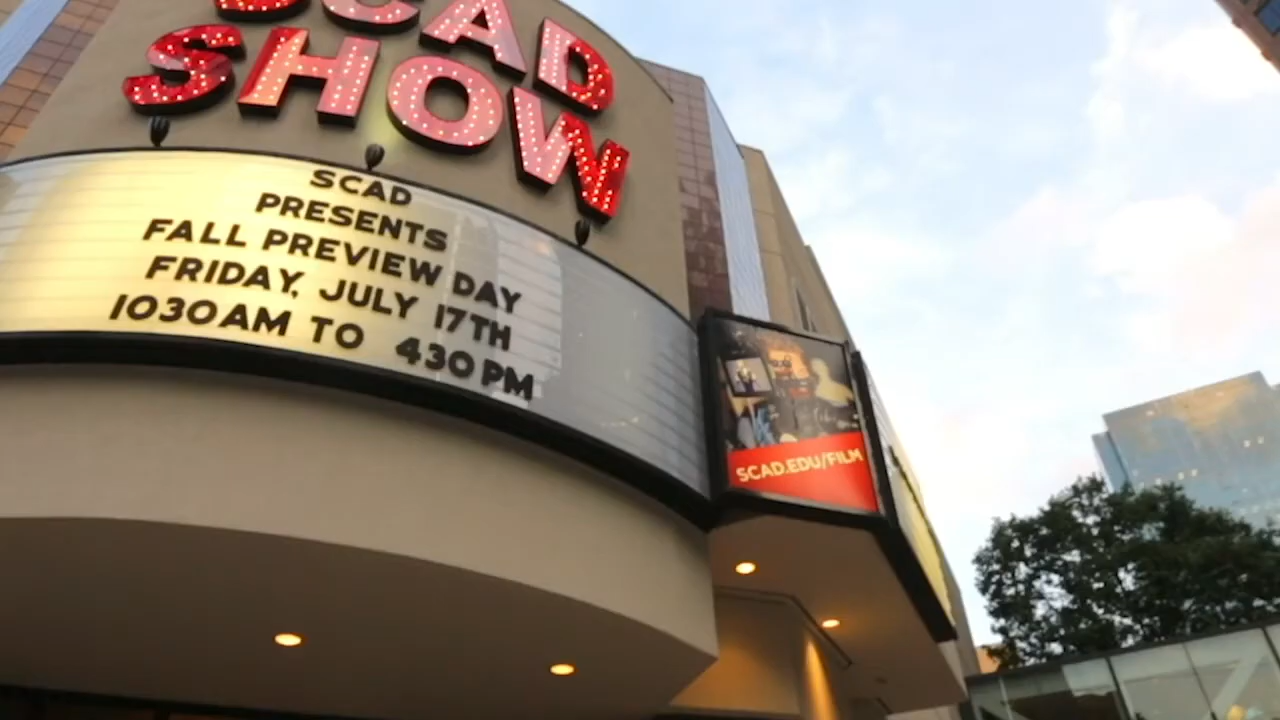 SCAD
SHOW
SCAD
PRESENTS
FALL PREVIEW DAY
FRIDAY, JULY 17TH
1030AM TO 430PM
SCAD.EDU/FILM